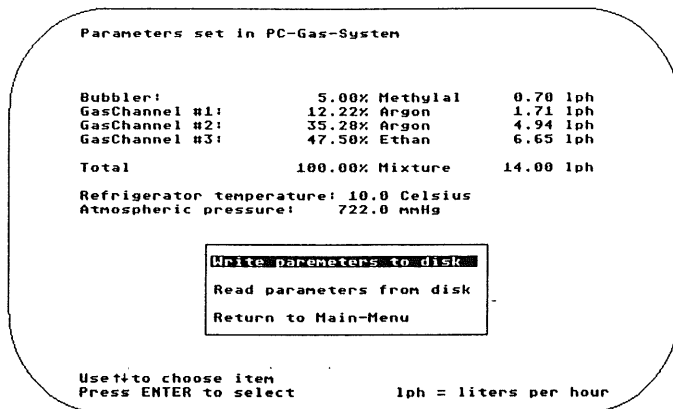 Parameters set in PC-Gas-System
Bubbler: 5.00% Methylal 0.70 lph
GasChannel #1: 12.22% Argon 1.71 lph
GasChannel #2: 35.28% Argon 4.94 lph
GasChannel #3: 47.50% Ethan 6.65 lph
Total 100.00% Mixture 14.00 lph
Refrigerator temperature: 10.0 Celsius
Atmospheric pressure: 722.0 mmHg
Write paremeters to disk
Read parameters from disk
Return to Main-Menu
Use↑↓to choose item
Press ENTER to select lph = liters per hour